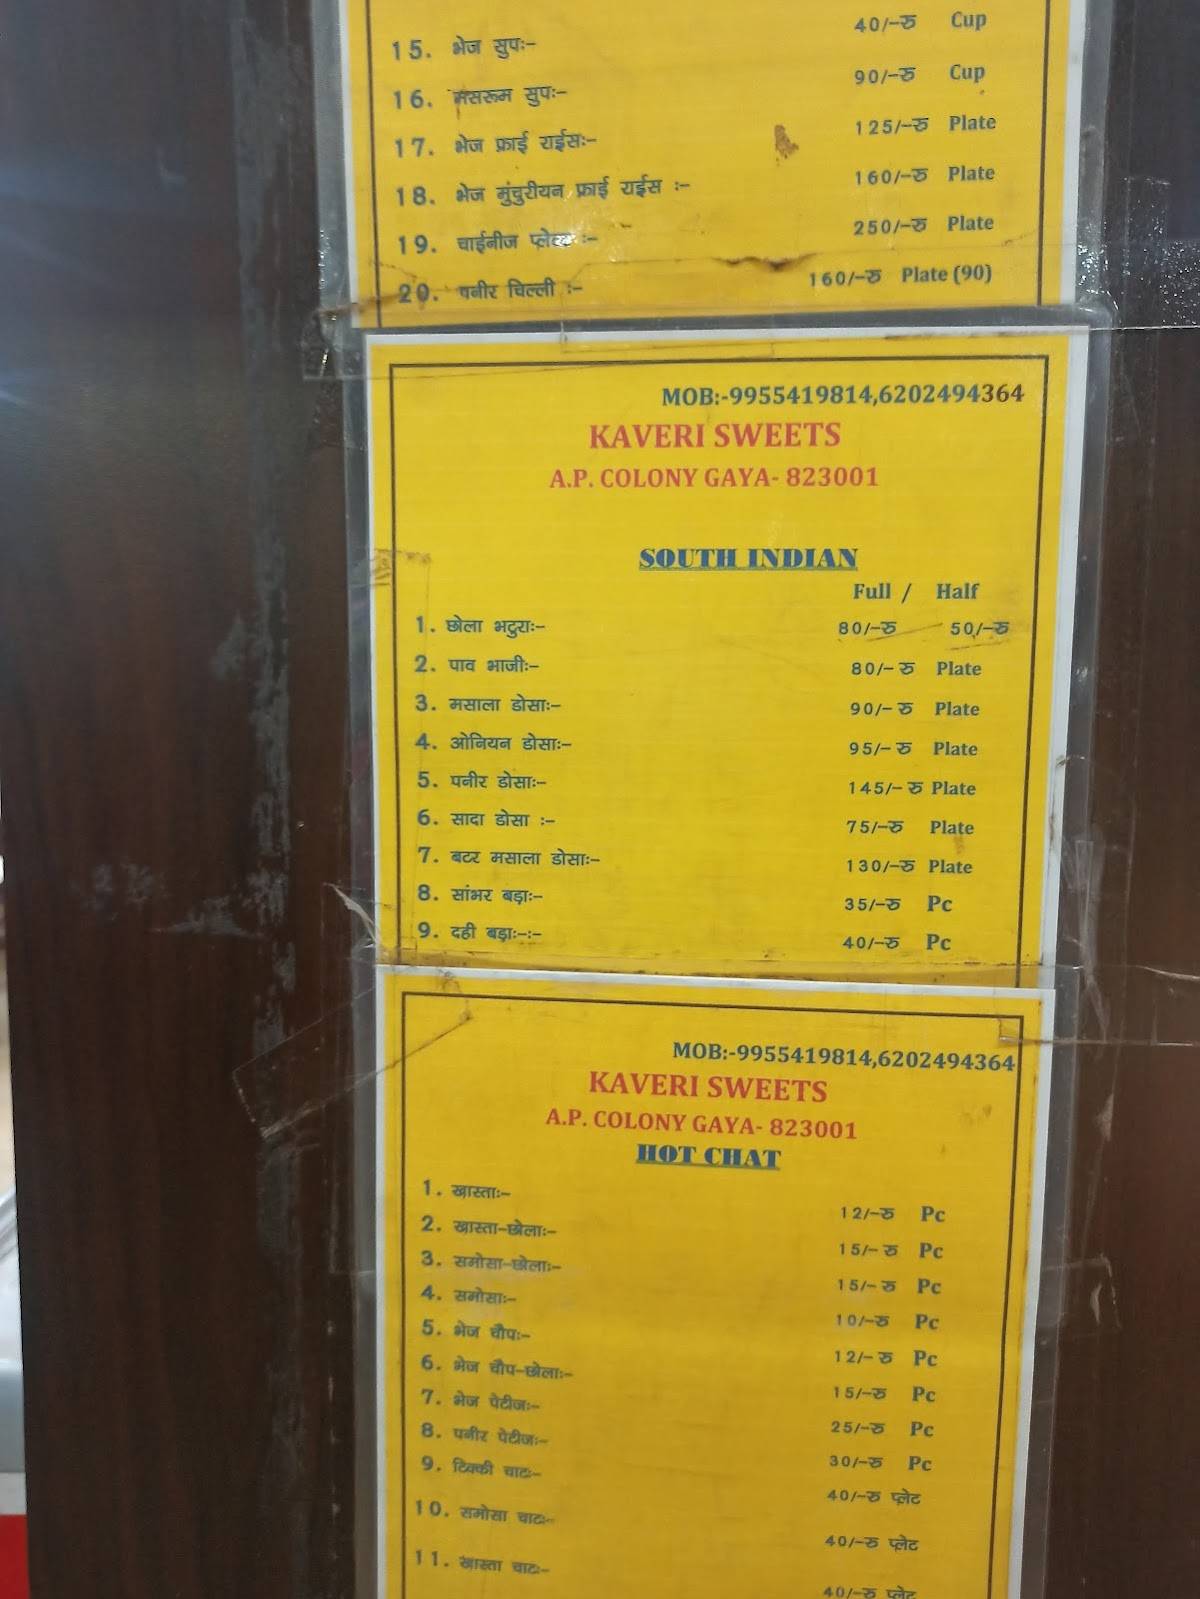 15. भेज सुपः- 40/-रु Cup
16. मसरूम सुपः- 90/-रु Cup
17. भेज फ्राई राईसः- 125/-रु Plate
18. भेज मुंचुरीयन फ्राई राईस :- 160/-रु Plate
19. चाईनीज प्लेट :- 250/-रु Plate
20. पनीर चिल्ली :- 160/-रु Plate (90)
MOB:-9955419814,6202494364
KAVERI SWEETS
A.P. COLONY GAYA- 823001
SOUTH INDIAN
Full / Half
1. छोला भटुराः- 80/-रु 50/-रु
2. पाव भाजीः- 80/- रु Plate
3. मसाला डोसाः- 90/- रु Plate
4. ओनियन डोसाः- 95/- रु Plate
5. पनीर डोसाः- 145/- रु Plate
6. सादा डोसा :- 75/-रु Plate
7. बटर मसाला डोसाः- 130/-रु Plate
8. सांभर बड़ाः- 35/-रु Pc
9. दही बड़ाः-:- 40/-रु Pc
MOB:-9955419814,6202494364
KAVERI SWEETS
A.P. COLONY GAYA- 823001
HOT CHAT
1. खास्ताः- 12/-रु Pc
2. खास्ता-छोलाः- 15/- रु Pc
3. समोसा-छोलाः- 15/- रु Pc
4. समोसाः- 10/-रु Pc
5. भेज चौपः- 12/- रु Pc
6. भेज चौप-छोलाः- 15/-रु Pc
7. भेज पेटीजः- 25/-रु Pc
8. पनीर पेटीजः- 30/-रु Pc
9. टिक्की चाटः- 40/-रु प्लेट
10. समोसा चाटः- 40/-रु प्लेट
11. खास्ता चाटः- 40/-रु प्लेट